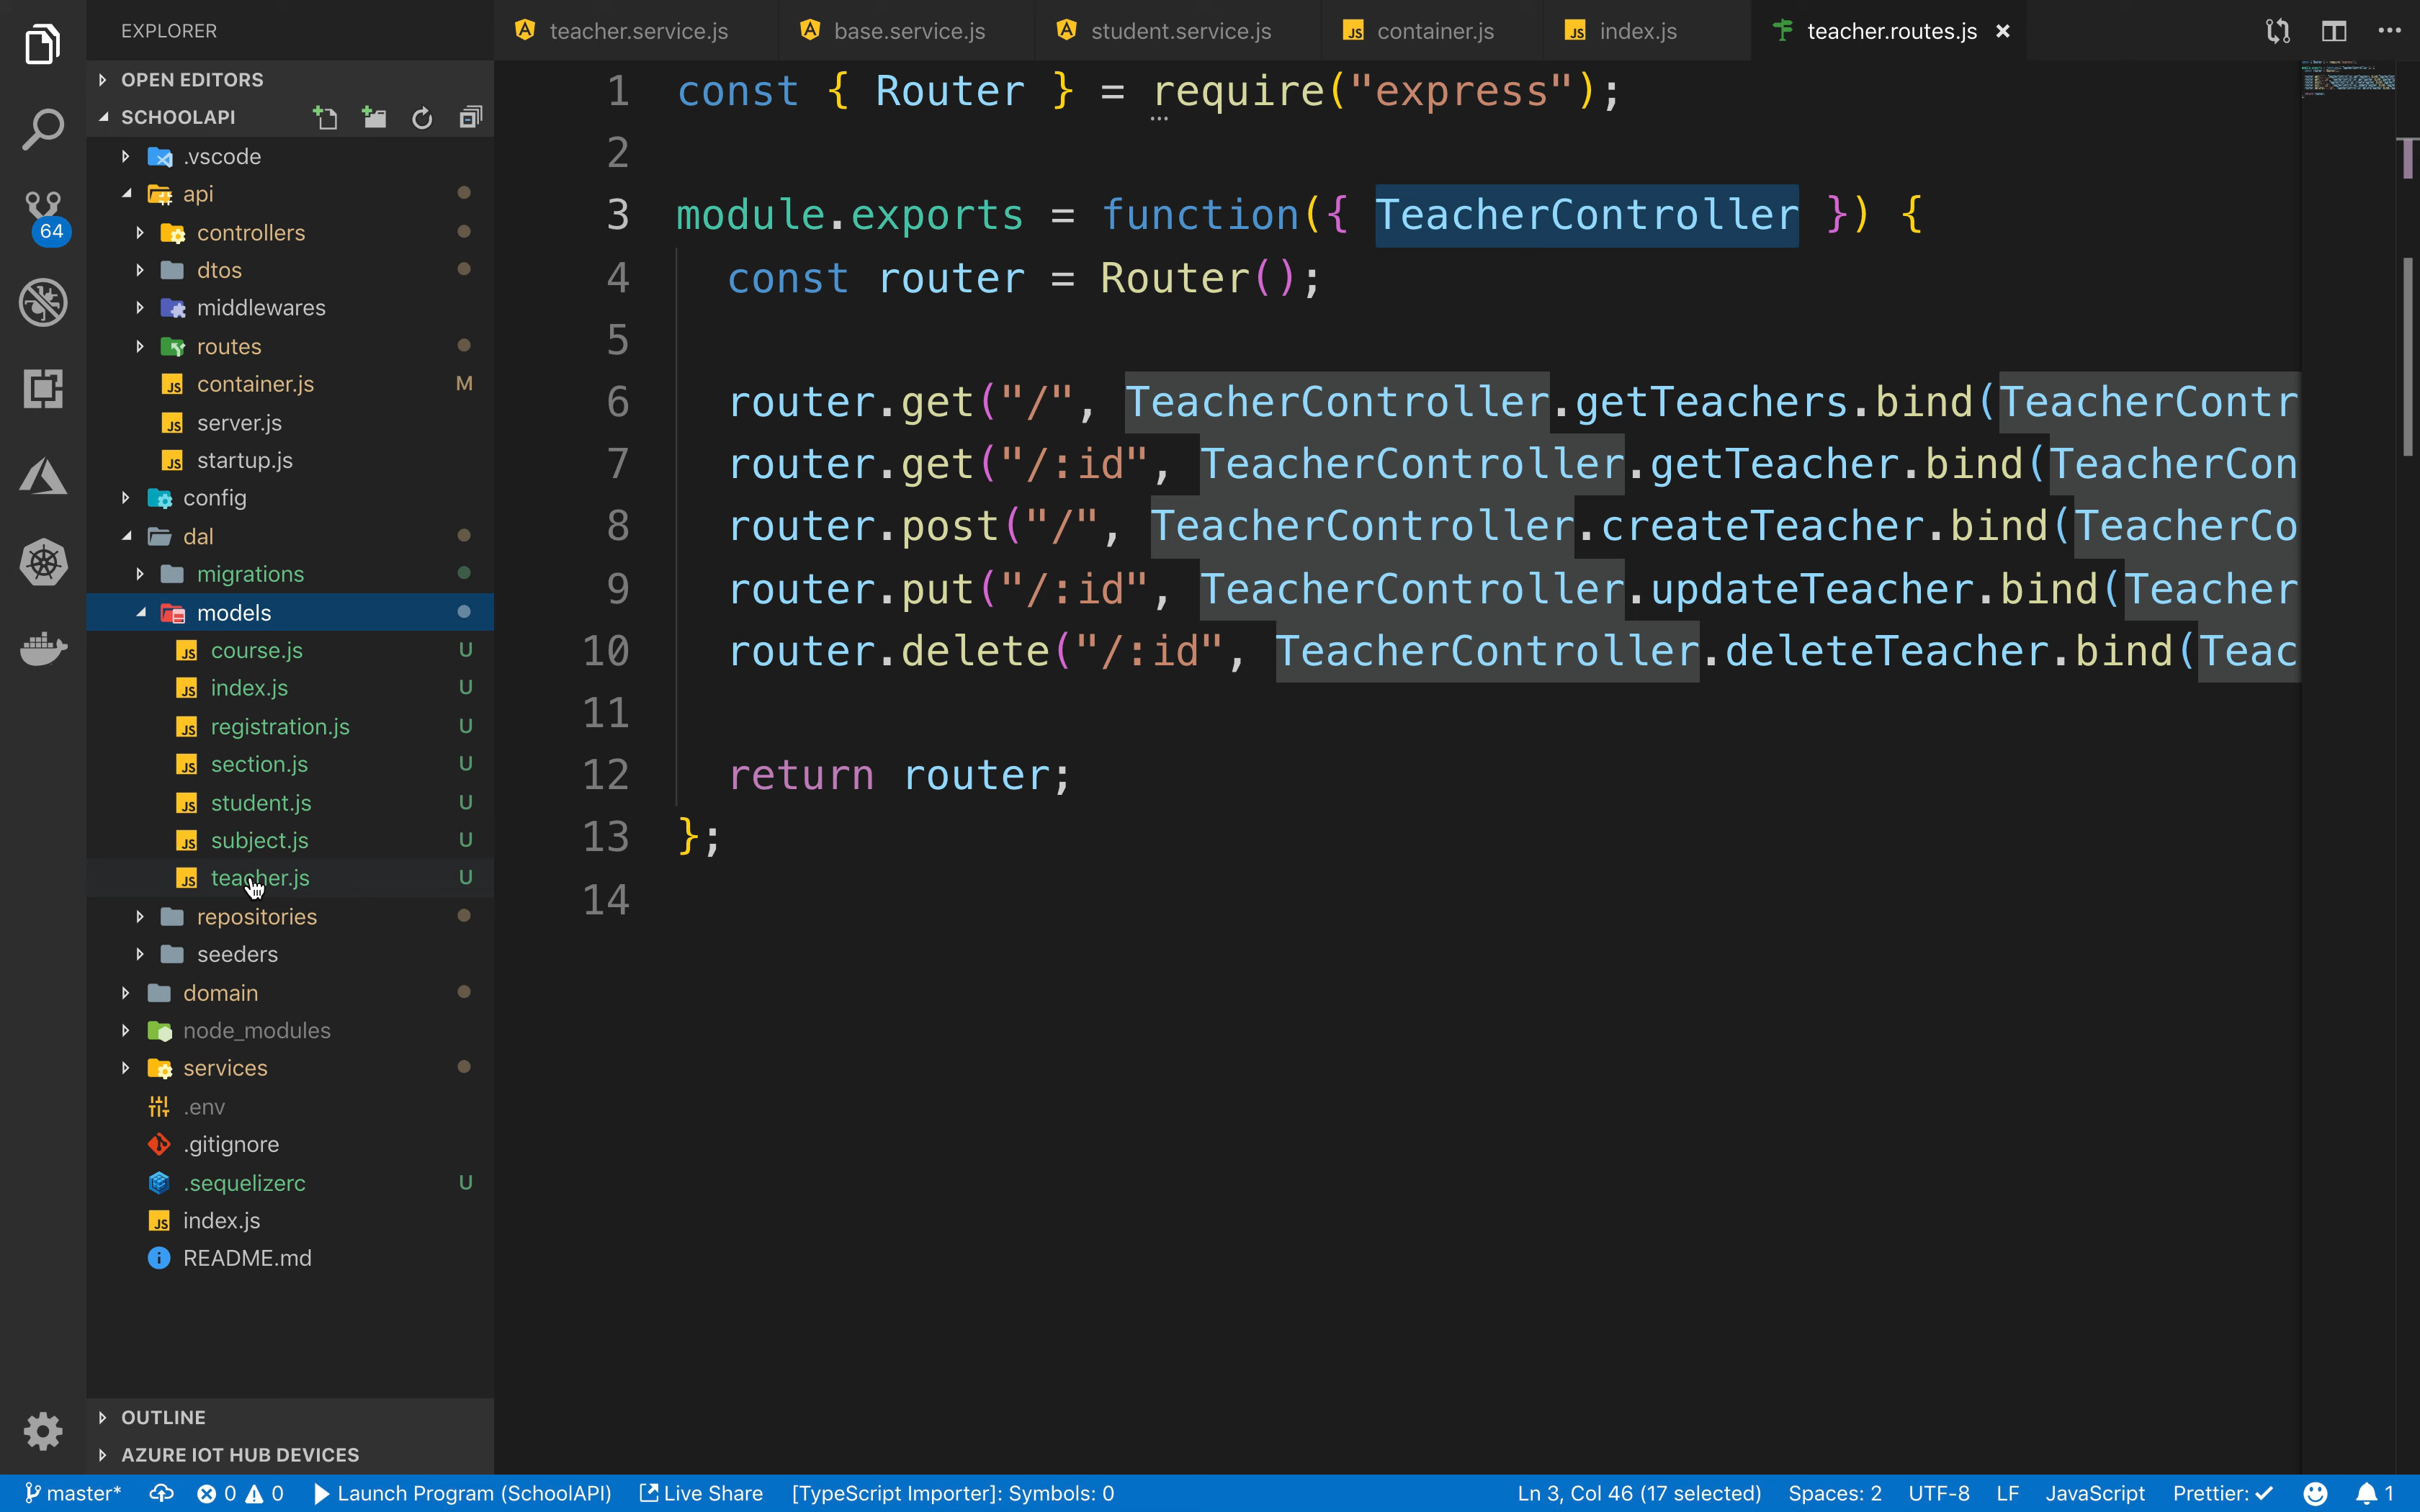 EXPLORER
OPEN EDITORS
SCHOOLAPI
.vscode
api
controllers
dtos
middlewares
routes
container.js M
server.js
startup.js
config
dal
migrations
models
course.js U
index.js U
registration.js U
section.js U
student.js U
subject.js U
teacher.js U
repositories
seeders
domain
node_modules
services
.env
.gitignore
.sequelizerc U
index.js
README.md
OUTLINE
AZURE IOT HUB DEVICES
64
teacher.service.js base.service.js student.service.js container.js index.js teacher.routes.js
1 const { Router } = require("express");
2
3 module.exports = function({ TeacherController }) {
4 const router = Router();
5
6 router.get("/", TeacherController.getTeachers.bind(TeacherContr
7 router.get("/:id", TeacherController.getTeacher.bind(TeacherCon
8 router.post("/", TeacherController.createTeacher.bind(TeacherCo
9 router.put("/:id", TeacherController.updateTeacher.bind(Teacher
10 router.delete("/:id", TeacherController.deleteTeacher.bind(Teac
11
12 return router;
13 };
14
master* 0 0 Launch Program (SchoolAPI) Live Share [TypeScript Importer]: Symbols: 0 Ln 3, Col 46 (17 selected) Spaces: 2 UTF-8 LF JavaScript Prettier: ✓ 1